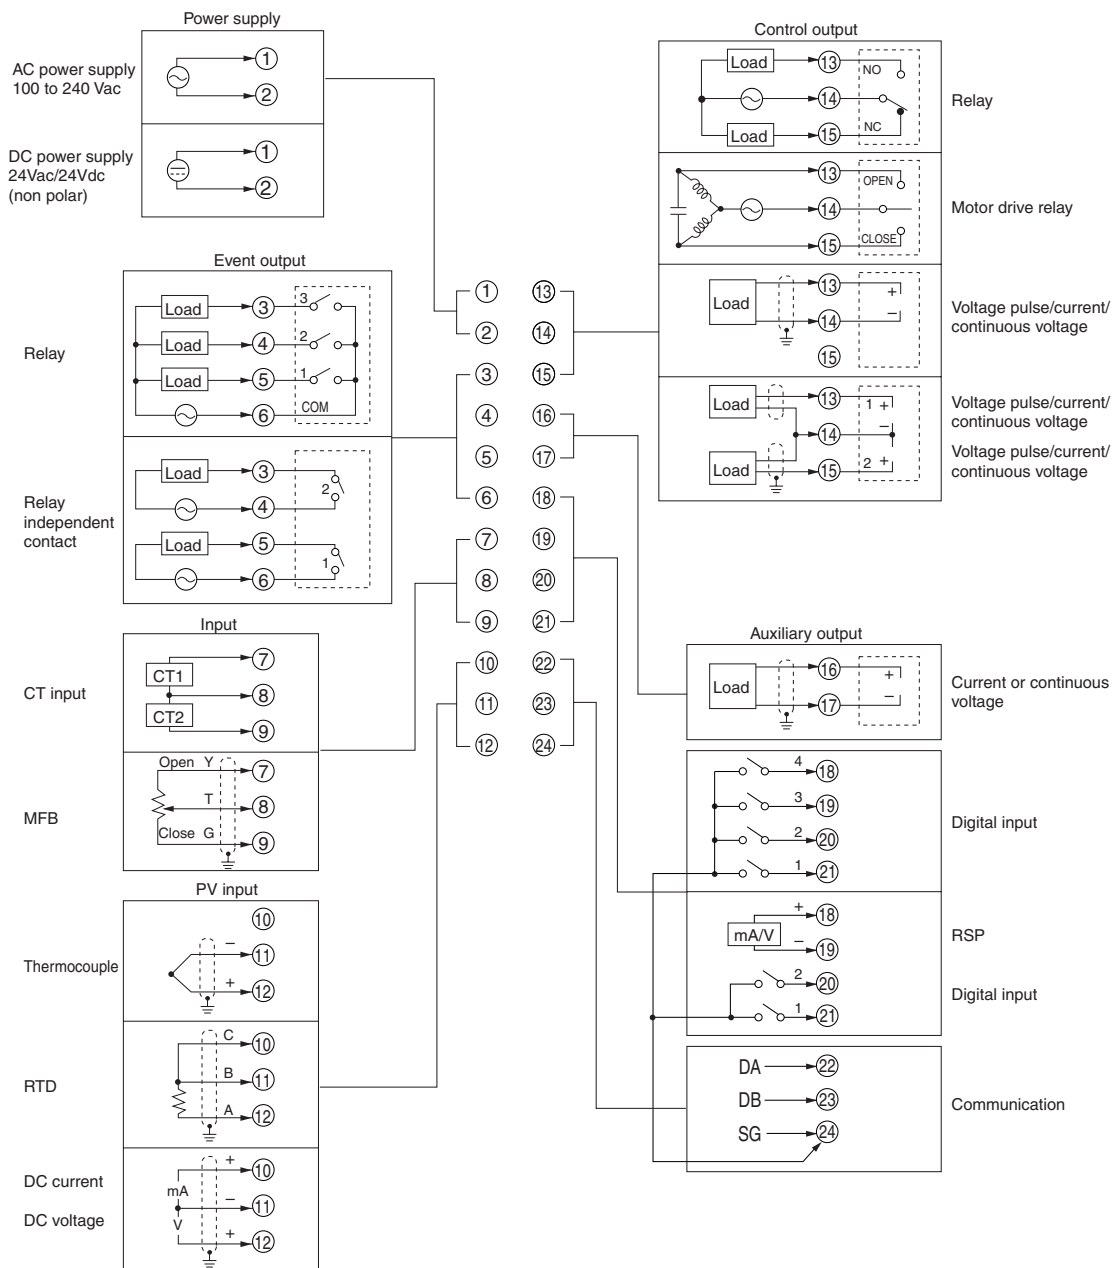 Power supply
AC power supply
100 to 240 Vac
1
2
DC power supply
24Vac/24Vdc
(non polar)
1
2
Event output
Relay
Load 3 3
Load 4 2
Load 5 1
6 COM
Relay
independent
contact
Load 3
2
4
Load 5
1
6
Input
CT input
CT1
CT2
7
8
9
MFB
Open Y 7
T 8
Close G 9
PV input
Thermocouple
10
− 11
+ 12
RTD
C 10
B 11
A 12
DC current
DC voltage
mA
V
+ 10
− 11
+ 12
1 13
2 14
3 15
4 16
5 17
6 18
7 19
8 20
9 21
10 22
11 23
12 24
Control output
Load 13 NO
14
Load 15 NC
Relay
13 OPEN
14
15 CLOSE
Motor drive relay
Load
13 +
14 −
15
Voltage pulse/current/
continuous voltage
Load 13 1 +
14 −
Load 15 2 +
Voltage pulse/current/
continuous voltage
Voltage pulse/current/
continuous voltage
Auxiliary output
Load
16 +
17 −
Current or continuous
voltage
4 18
3 19
2 20
1 21
Digital input
mA/V
+ 18
− 19
RSP
2 20
1 21
Digital input
DA 22
DB 23
SG 24
Communication